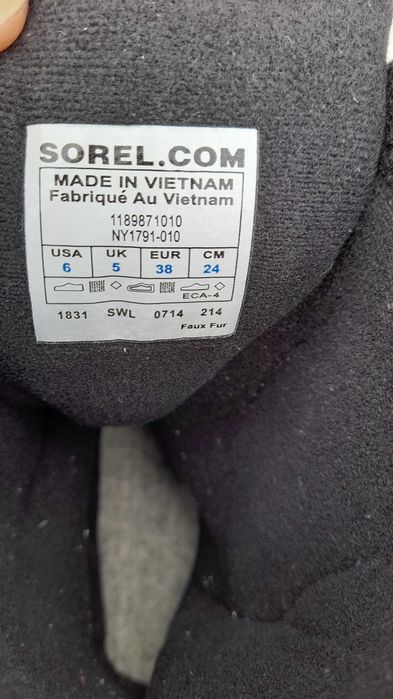 SOREL.COM
MADE IN VIETNAM
Fabriqué Au Vietnam
1189871010
NY1791-010
USA UK EUR CM
6 5 38 24
ECA-4
1831 SWL 0714 214
Faux Fur